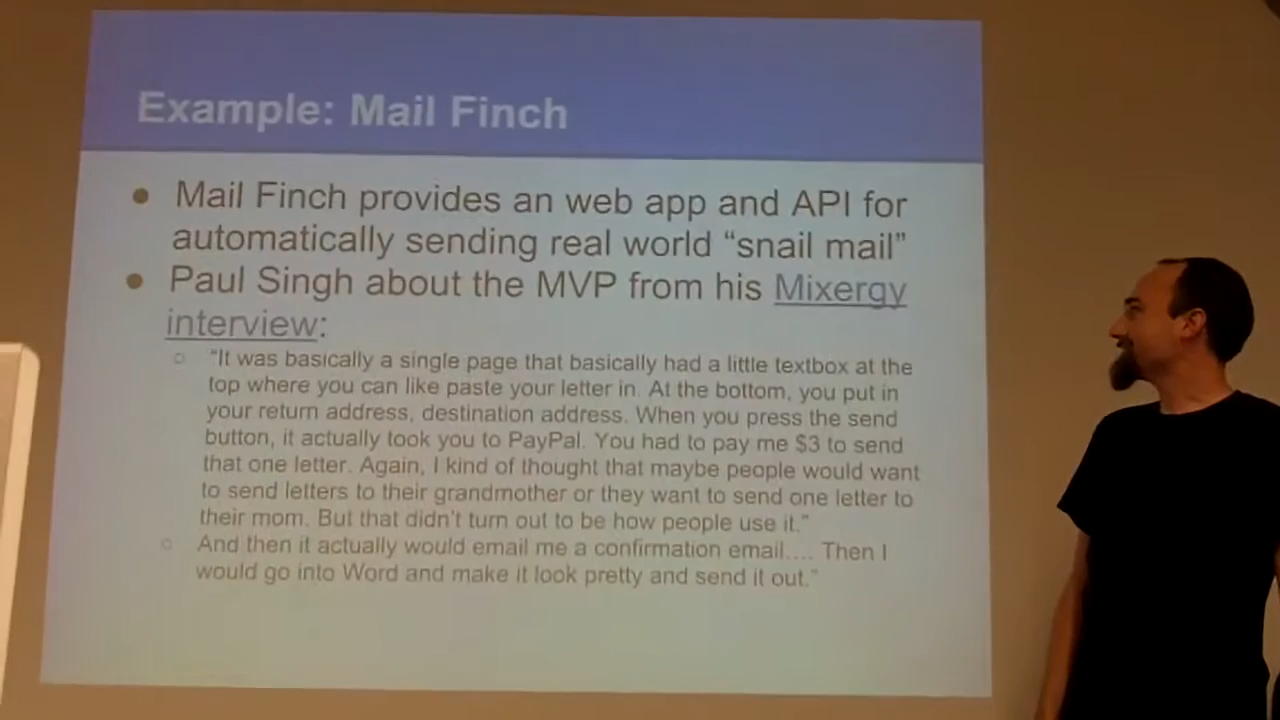 Example: Mail Finch
● Mail Finch provides an web app and API for
automatically sending real world “snail mail”
● Paul Singh about the MVP from his Mixergy
interview:
○ “It was basically a single page that basically had a little textbox at the
top where you can like paste your letter in. At the bottom, you put in
your return address, destination address. When you press the send
button, it actually took you to PayPal. You had to pay me $3 to send
that one letter. Again, I kind of thought that maybe people would want
to send letters to their grandmother or they want to send one letter to
their mom. But that didn’t turn out to be how people use it.”
○ And then it actually would email me a confirmation email.... Then I
would go into Word and make it look pretty and send it out.”